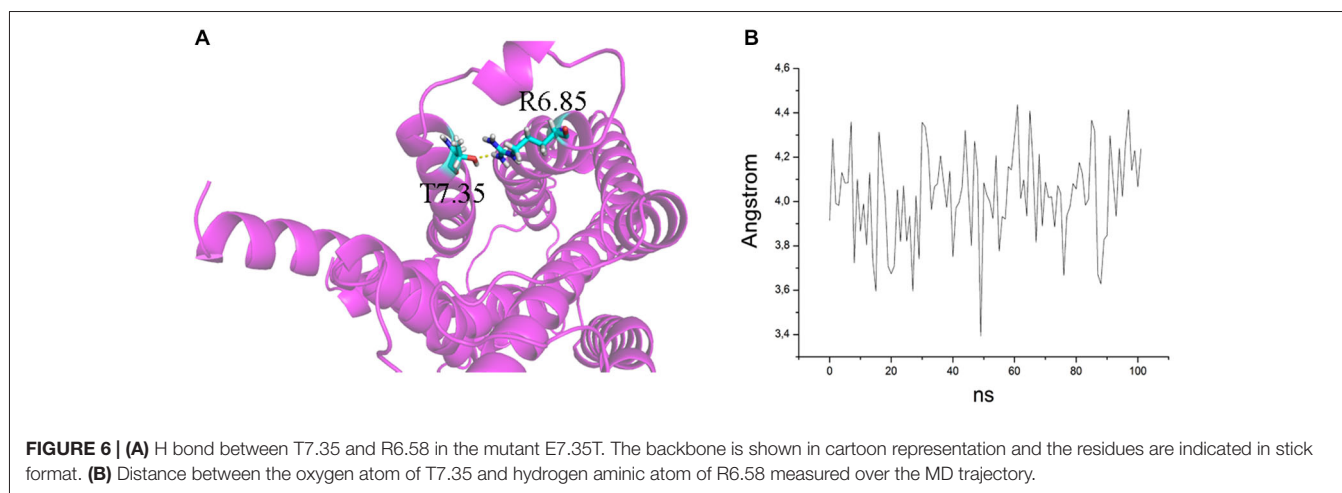 A
B
R6.85
T7.35
Angstrom
4,6
4,4
4,2
4,0
3,8
3,6
3,4
0 20 40 60 80 100
ns
FIGURE 6 | (A) H bond between T7.35 and R6.58 in the mutant E7.35T. The backbone is shown in cartoon representation and the residues are indicated in stick
format. (B) Distance between the oxygen atom of T7.35 and hydrogen aminic atom of R6.58 measured over the MD trajectory.